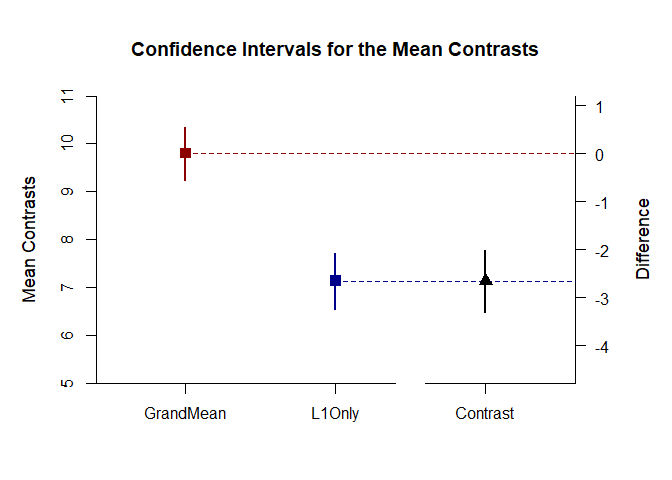 Confidence Intervals for the Mean Contrasts
Mean Contrasts
11
10
9
8
7
6
5
1
0
-1
-2
-3
-4
Difference
GrandMean
L1Only
Contrast